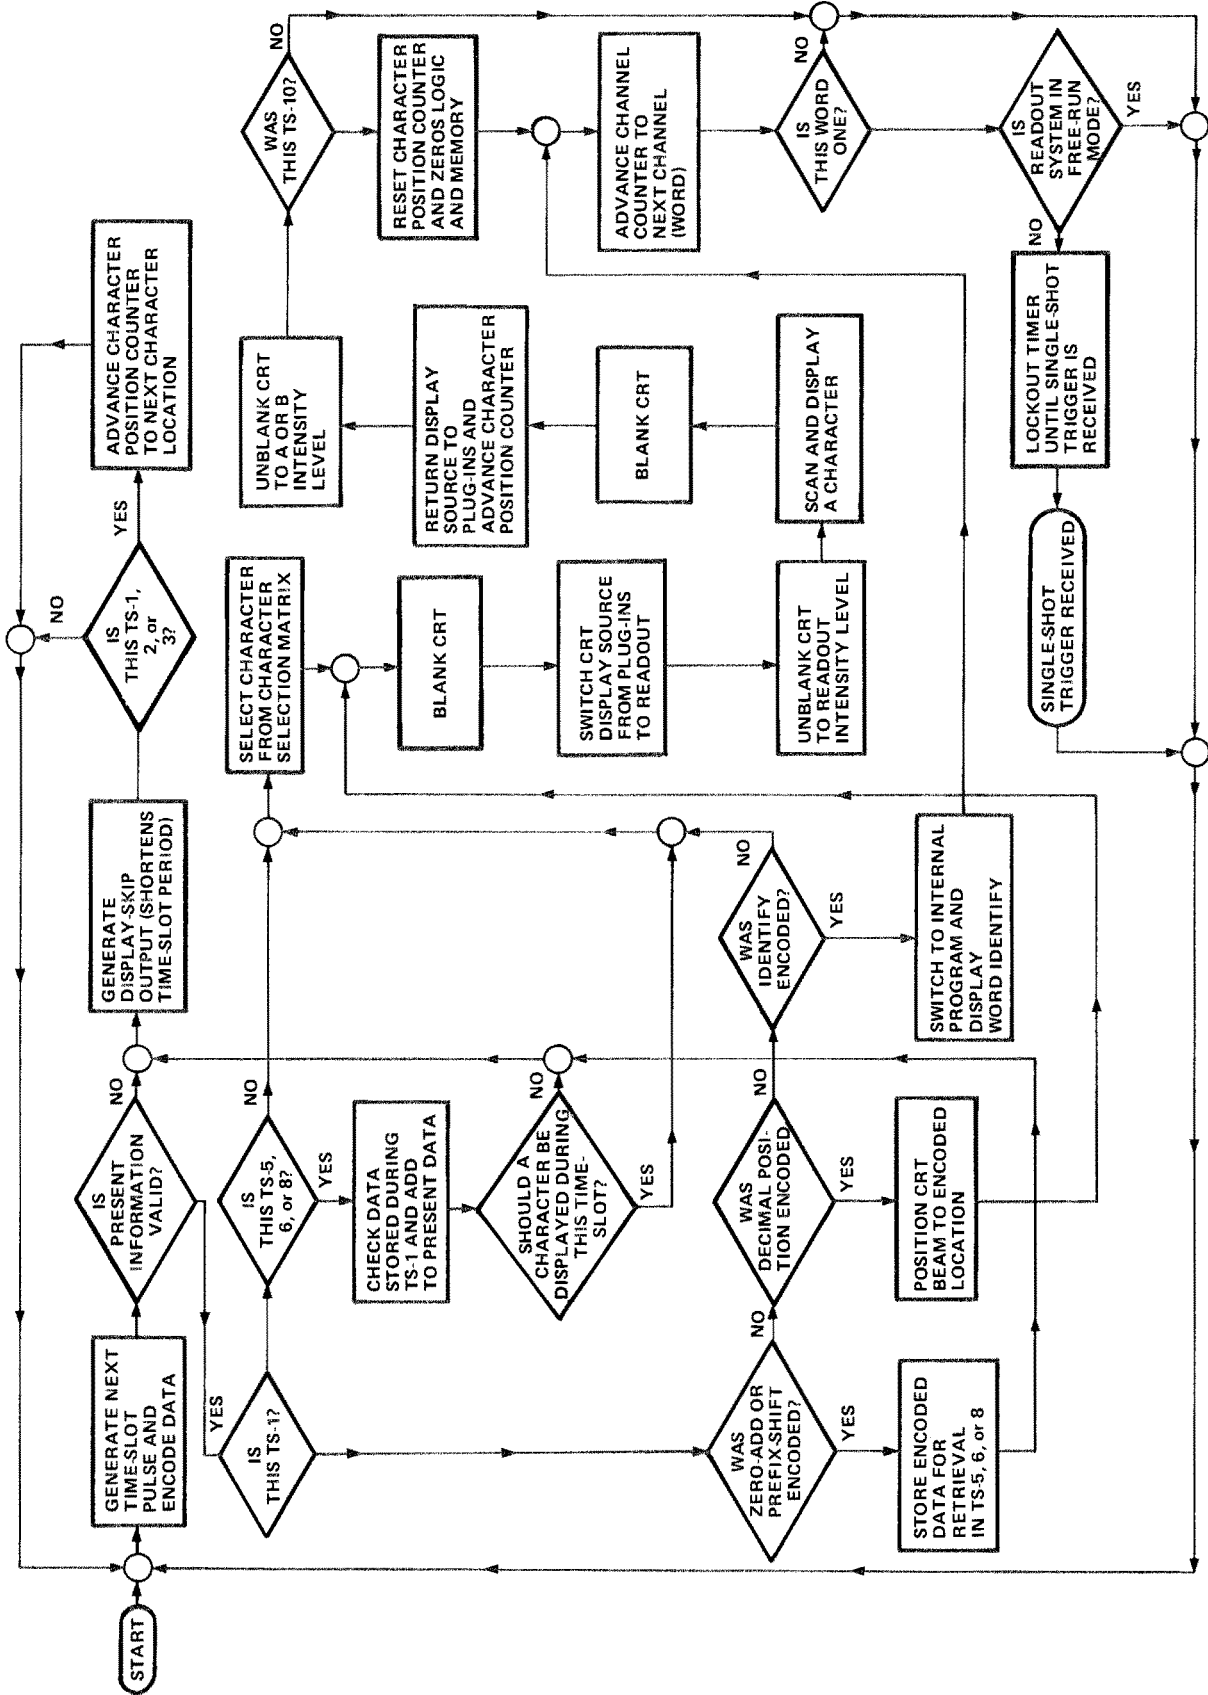 START
GENERATE NEXT
TIME-SLOT
PULSE AND
ENCODE DATA
IS
PRESENT
INFORMATION
VALID?
NO
YES
GENERATE
DISPLAY-SKIP
OUTPUT (SHORTENS
TIME-SLOT PERIOD)
IS
THIS TS-1,
2, or
3?
NO
YES
ADVANCE CHARACTER
POSITION COUNTER
TO NEXT CHARACTER
LOCATION
IS
THIS TS-1?
IS
THIS TS-5,
6, or 8?
NO
YES
CHECK DATA
STORED DURING
TS-1 AND ADD
TO PRESENT DATA
SHOULD A
CHARACTER BE
DISPLAYED DURING
THIS TIME-
SLOT?
NO
YES
WAS
ZERO-ADD OR
PREFIX-SHIFT
ENCODED?
NO
YES
STORE ENCODED
DATA FOR
RETRIEVAL
IN TS-5, 6, or 8
WAS
DECIMAL POSI-
TION ENCODED
NO
YES
POSITION CRT
BEAM TO ENCODED
LOCATION
WAS
IDENTIFY
ENCODED?
NO
YES
SWITCH TO INTERNAL
PROGRAM AND
DISPLAY
WORD IDENTIFY
SELECT CHARACTER
FROM CHARACTER
SELECTION MATRIX
BLANK CRT
SWITCH CRT
DISPLAY SOURCE
FROM PLUG-INS
TO READOUT
UNBLANK CRT
TO READOUT
INTENSITY LEVEL
SCAN AND DISPLAY
A CHARACTER
BLANK CRT
RETURN DISPLAY
SOURCE TO
PLUG-INS AND
ADVANCE CHARACTER
POSITION COUNTER
UNBLANK CRT
TO A OR B
INTENSITY
LEVEL
WAS
THIS TS-10?
NO
RESET CHARACTER
POSITION COUNTER
AND ZEROS LOGIC
AND MEMORY
ADVANCE CHANNEL
COUNTER TO
NEXT CHANNEL
(WORD)
IS
THIS WORD
ONE?
NO
IS
READOUT
SYSTEM IN
FREE-RUN
MODE?
YES
NO
LOCKOUT TIMER
UNTIL SINGLE-SHOT
TRIGGER IS
RECEIVED
SINGLE-SHOT
TRIGGER RECEIVED